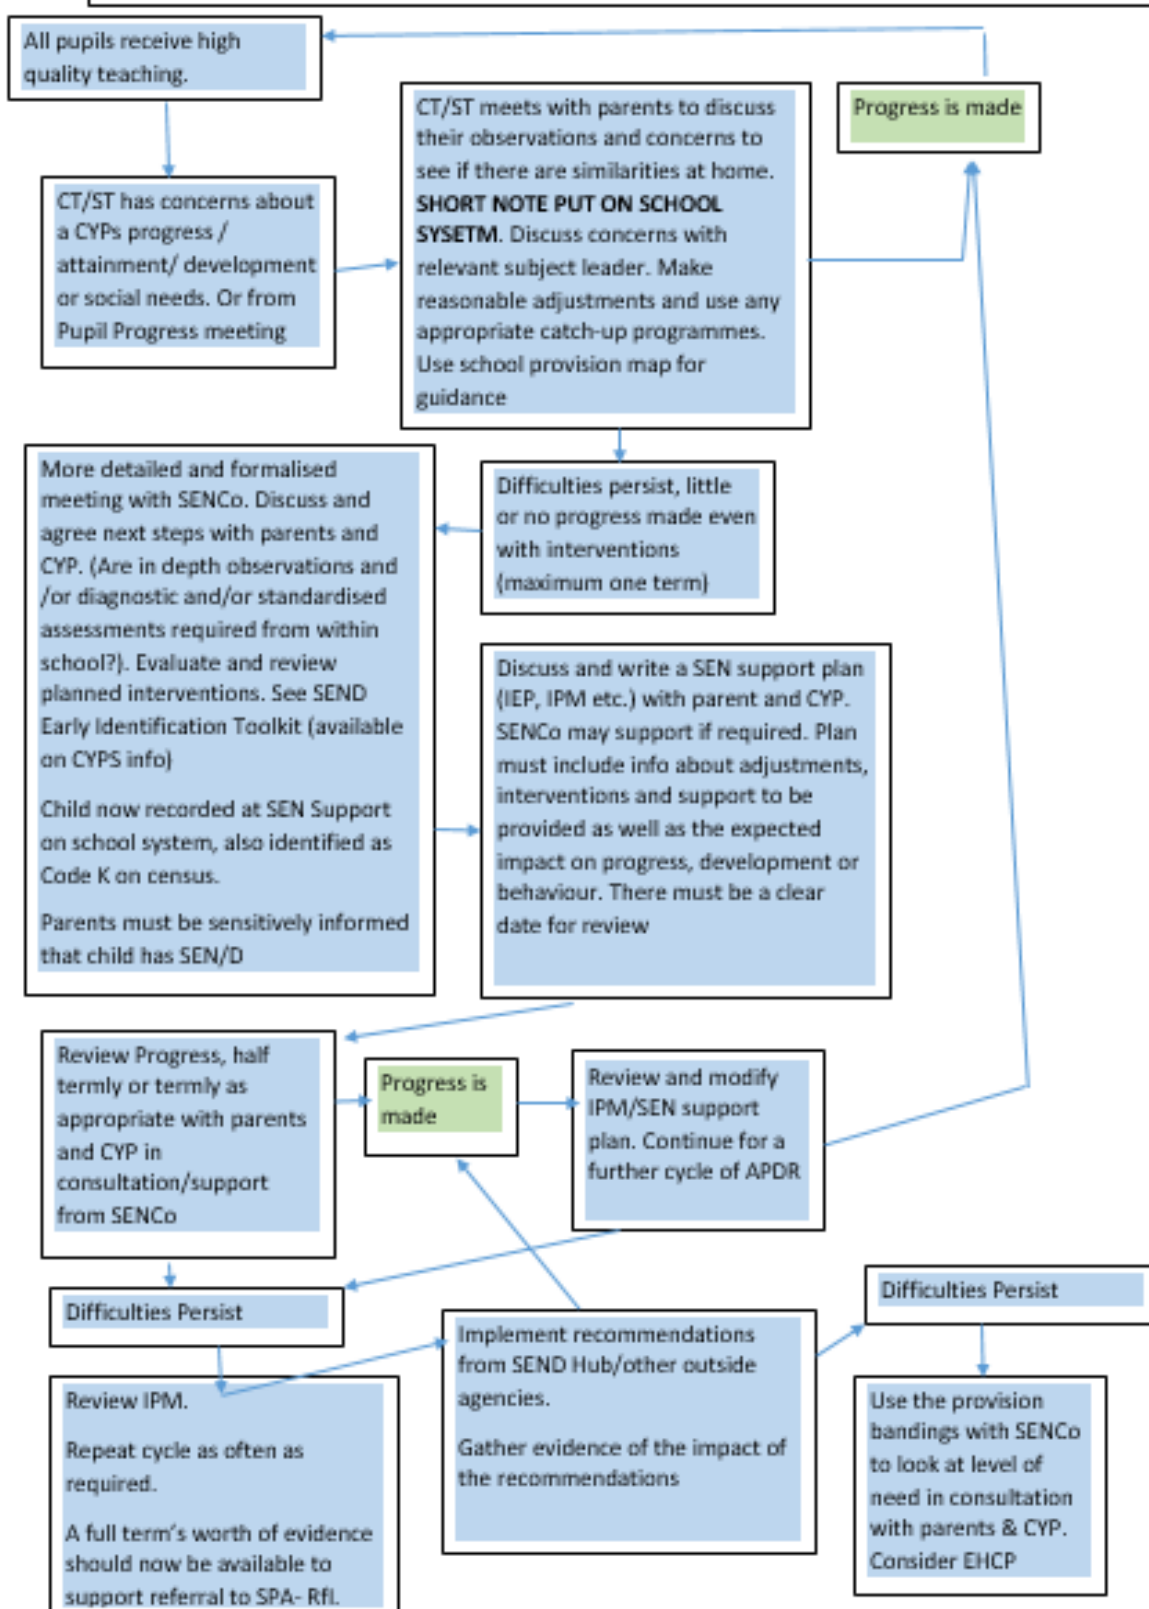 All pupils receive high
quality teaching.
Progress is made
CT/ST meets with parents to discuss
their observations and concerns to
see if there are similarities at home.
SHORT NOTE PUT ON SCHOOL
SYSETM. Discuss concerns with
relevant subject leader. Make
reasonable adjustments and use any
appropriate catch-up programmes.
Use school provision map for
guidance
CT/ST has concerns about
a CYPs progress /
attainment/ development
or social needs. Or from
Pupil Progress meeting
Difficulties persist, little
or no progress made even
with interventions
(maximum one term)
More detailed and formalised
meeting with SENCo. Discuss and
agree next steps with parents and
CYP. (Are in depth observations and
/or diagnostic and/or standardised
assessments required from within
school?). Evaluate and review
planned interventions. See SEND
Early Identification Toolkit (available
on CYPS info)
Child now recorded at SEN Support
on school system, also identified as
Code K on census.
Parents must be sensitively informed
that child has SEN/D
Discuss and write a SEN support plan
(IEP, IPM etc.) with parent and CYP.
SENCo may support if required. Plan
must include info about adjustments,
interventions and support to be
provided as well as the expected
impact on progress, development or
behaviour. There must be a clear
date for review
Review Progress, half
termly or termly as
appropriate with parents
and CYP in
consultation/support
from SENCo
Progress is
made
Review and modify
IPM/SEN support
plan. Continue for a
further cycle of APDR
Difficulties Persist
Review IPM.
Repeat cycle as often as
required.
A full term's worth of evidence
should now be available to
support referral to SPA- RfI.
Implement recommendations
from SEND Hub/other outside
agencies.
Gather evidence of the impact of
the recommendations
Difficulties Persist
Use the provision
bandings with SENCo
to look at level of
need in consultation
with parents & CYP.
Consider EHCP